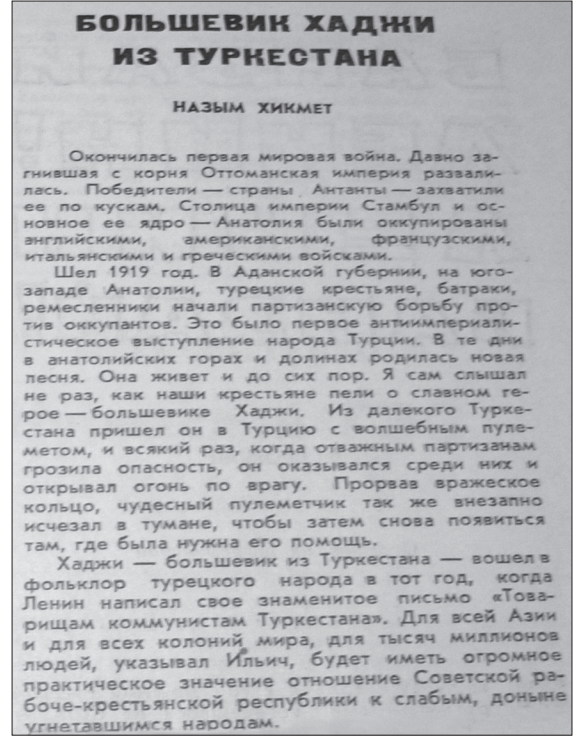 БОЛЬШЕВИК ХАДЖИ
ИЗ ТУРКЕСТАНА
НАЗЫМ ХИКМЕТ
Окончилась первая мировая война. Давно за-
гнившая с корня Оттоманская империя развали-
лась. Победители — страны Антанты — захватили
ее по кускам. Столица империи Стамбул и ос-
новное ее ядро — Анатолия были оккупированы
английскими, американскими, французскими,
итальянскими и греческими войсками.
Шел 1919 год. В Аданской губернии, на юго-
западе Анатолии, турецкие крестьяне, батраки,
ремесленники начали партизанскую борьбу про-
тив оккупантов. Это было первое антиимпериали-
стическое выступление народа Турции. В те дни
в анатолийских горах и долинах родилась новая
песня. Она живет и до сих пор. Я сам слышал
не раз, как наши крестьяне пели о славном ге-
рое — большевике Хаджи. Из далекого Турке-
стана пришел он в Турцию с волшебным пуле-
метом, и всякий раз, когда отважным партизанам
грозила опасность, он оказывался среди них и
открывал огонь по врагу. Прорвав вражеское
кольцо, чудесный пулеметчик так же внезапно
исчезал в тумане, чтобы затем снова появиться
там, где была нужна его помощь.
Хаджи — большевик из Туркестана — вошел в
фольклор турецкого народа в тот год, когда
Ленин написал свое знаменитое письмо «Това-
рищам коммунистам Туркестана». Для всей Азии
и для всех колоний мира, для тысяч миллионов
людей, указывал Ильич, будет иметь огромное
практическое значение отношение Советской ра-
боче-крестьянской республики к слабым, доныне
угнетавшимся народам.